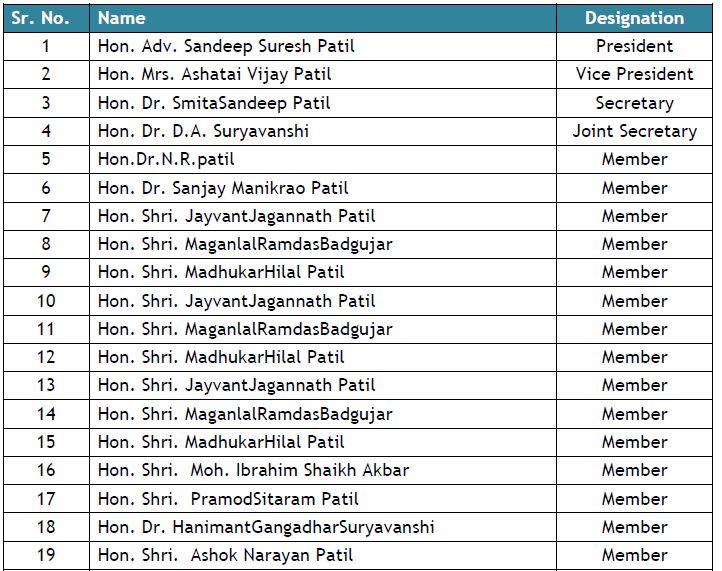 Sr. No. Name Designation
1 Hon. Adv. Sandeep Suresh Patil President
2 Hon. Mrs. Ashatai Vijay Patil Vice President
3 Hon. Dr. SmitaSandeep Patil Secretary
4 Hon. Dr. D.A. Suryavanshi Joint Secretary
5 Hon.Dr.N.R.patil Member
6 Hon. Dr. Sanjay Manikrao Patil Member
7 Hon. Shri. JayvantJagannath Patil Member
8 Hon. Shri. MaganlalRamdasBadgujar Member
9 Hon. Shri. MadhukarHilal Patil Member
10 Hon. Shri. JayvantJagannath Patil Member
11 Hon. Shri. MaganlalRamdasBadgujar Member
12 Hon. Shri. MadhukarHilal Patil Member
13 Hon. Shri. JayvantJagannath Patil Member
14 Hon. Shri. MaganlalRamdasBadgujar Member
15 Hon. Shri. MadhukarHilal Patil Member
16 Hon. Shri.  Moh. Ibrahim Shaikh Akbar Member
17 Hon. Shri.  PramodSitaram Patil Member
18 Hon. Dr. HanimantGangadharSuryavanshi Member
19 Hon. Shri.  Ashok Narayan Patil Member